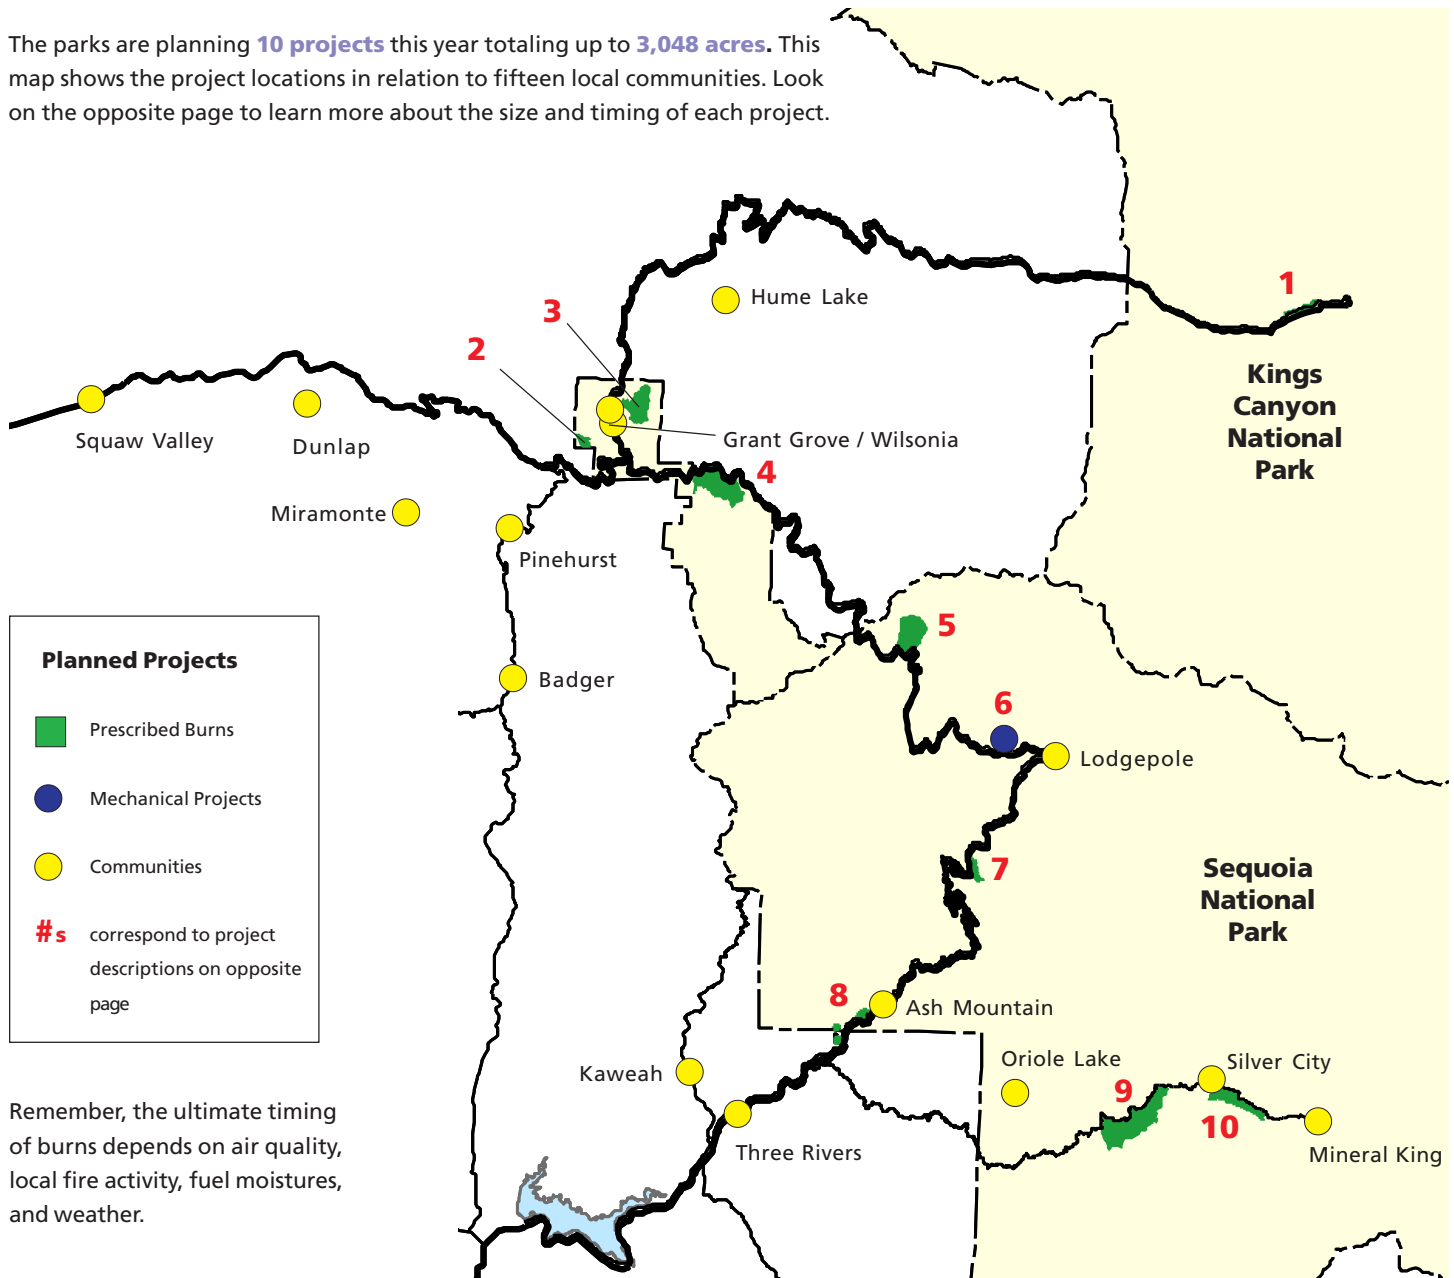 The parks are planning 10 projects this year totaling up to 3,048 acres. This
map shows the project locations in relation to fifteen local communities. Look
on the opposite page to learn more about the size and timing of each project.
1
Hume Lake
3
2
Kings
Canyon
National
Park
Squaw Valley
Dunlap
Grant Grove / Wilsonia
4
Miramonte
Pinehurst
5
Planned Projects
Prescribed Burns
Mechanical Projects
Communities
#s correspond to project
descriptions on opposite
page
Badger
6
Lodgepole
7
Sequoia
National
Park
8
Ash Mountain
Kaweah
Oriole Lake
Silver City
9
10
Three Rivers
Mineral King
Remember, the ultimate timing
of burns depends on air quality,
local fire activity, fuel moistures,
and weather.